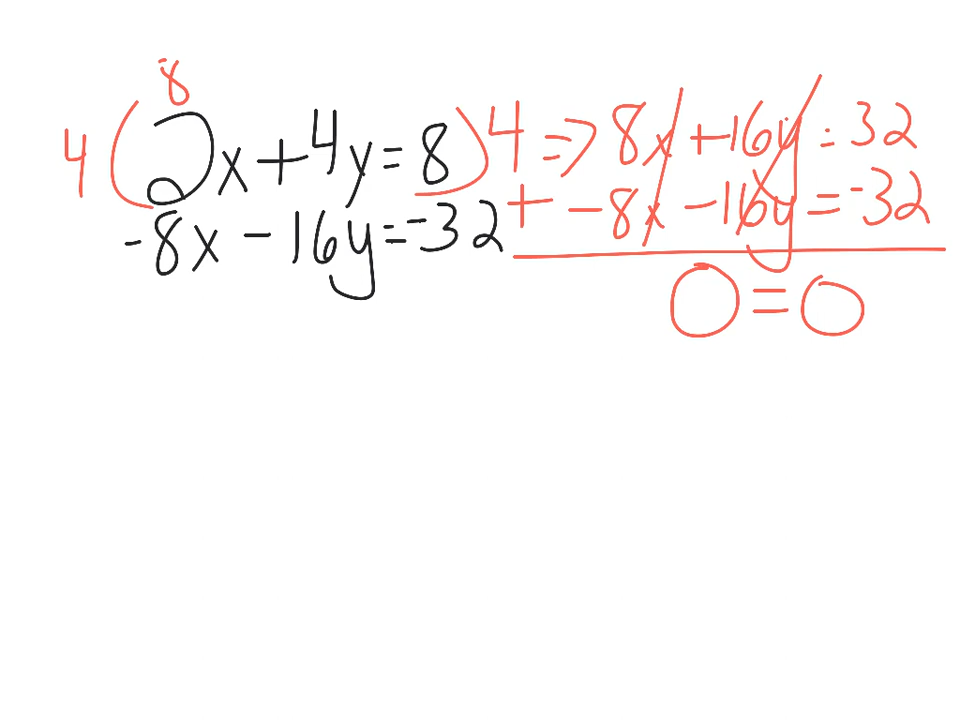 8
4(2x+4y=8)4 => 8x+16y=32
-8x-16y=-32 + -8x-16y=-32
0=0